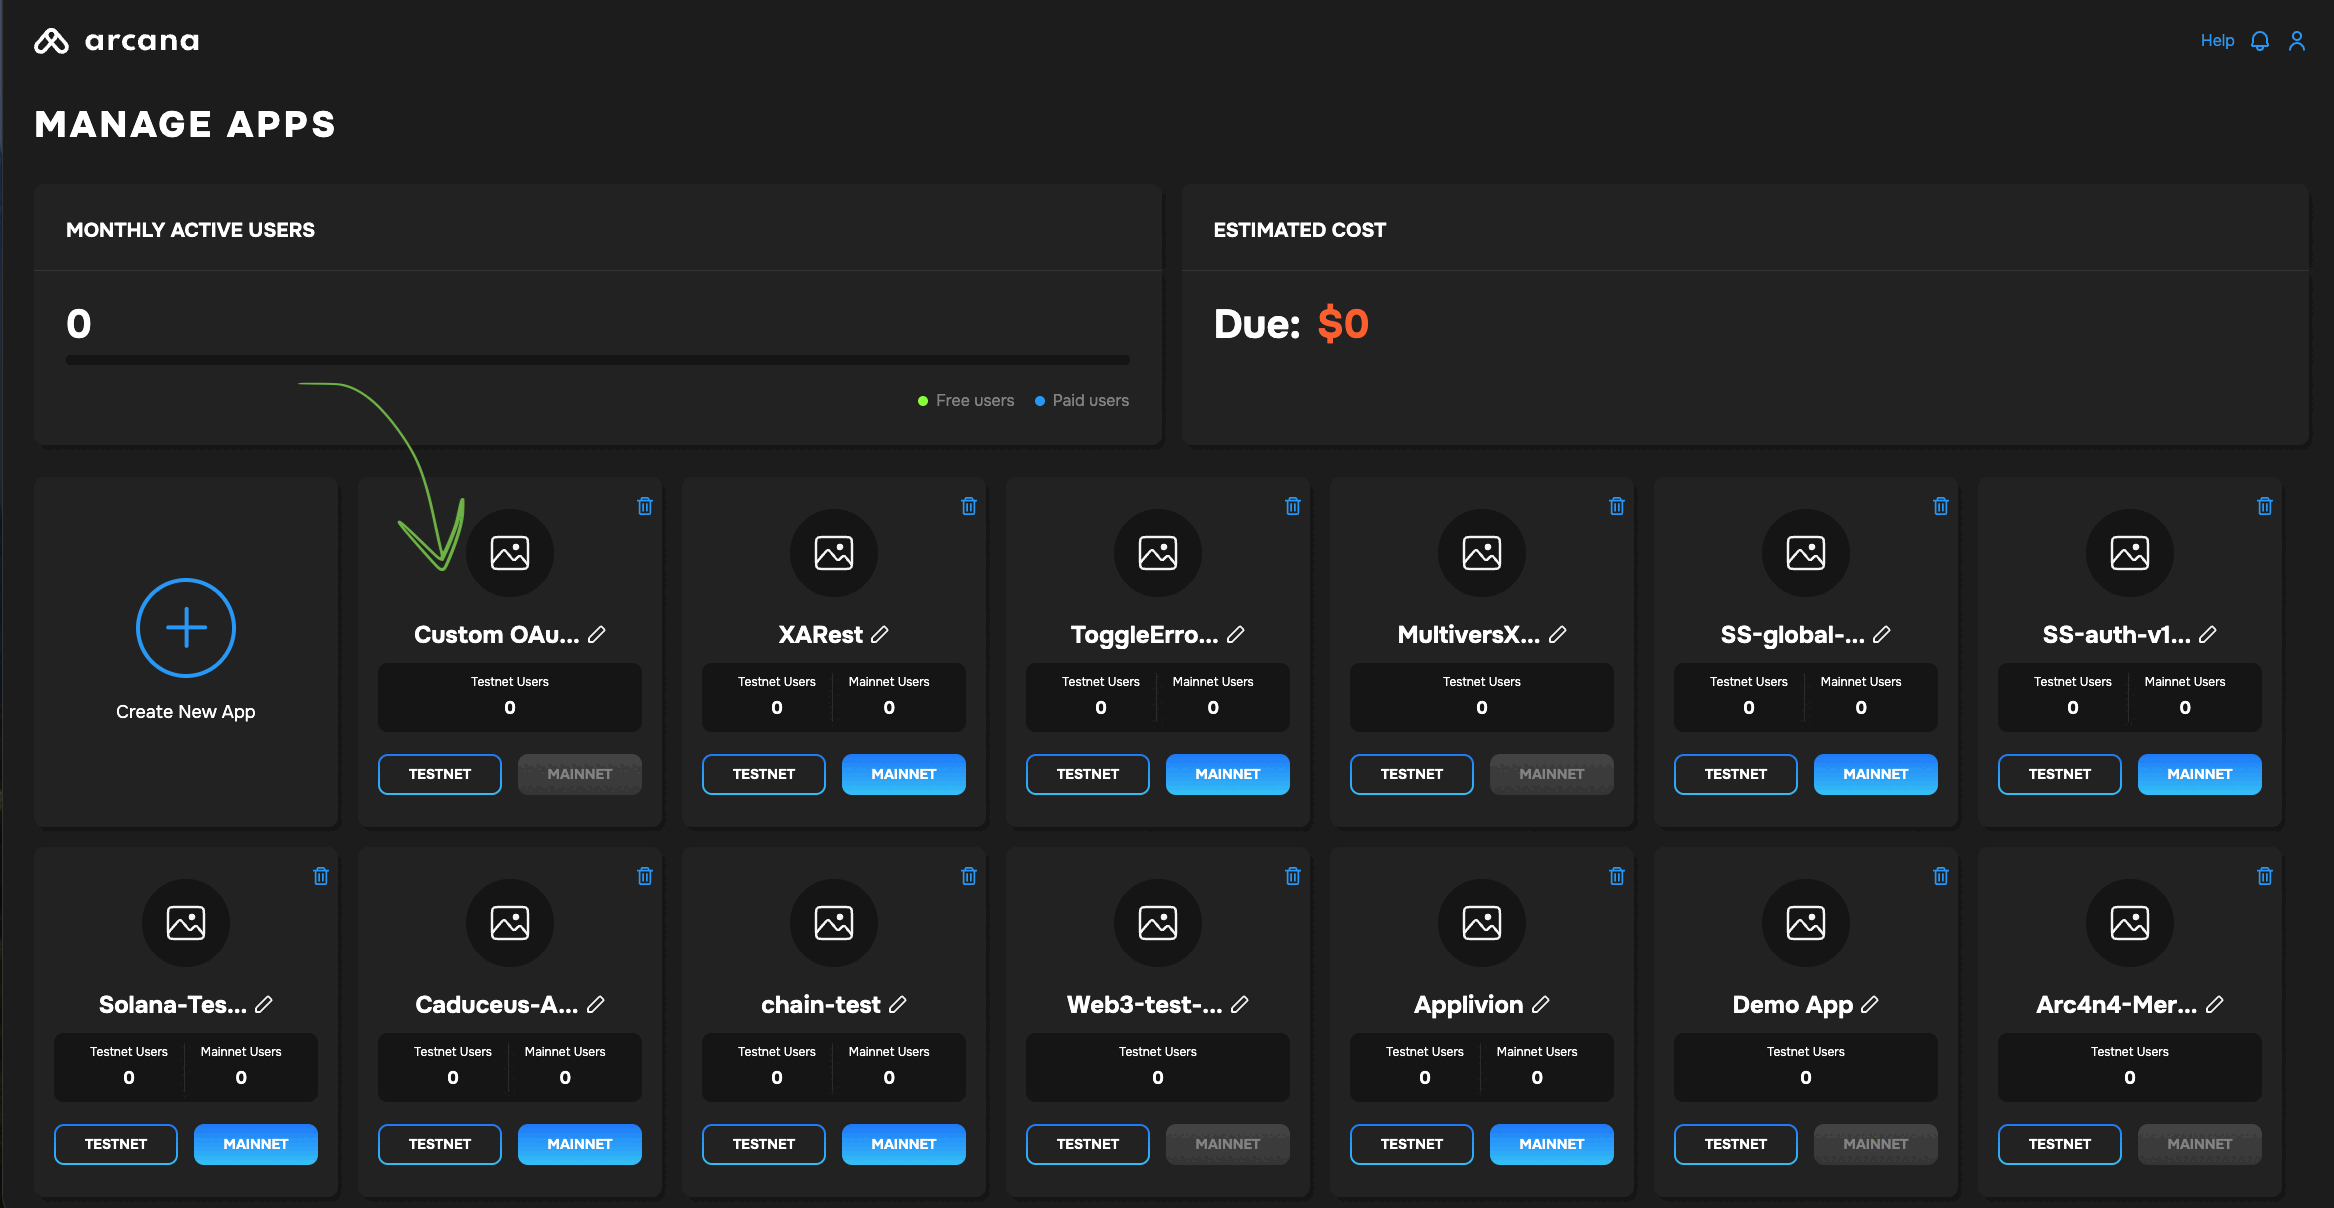 arcana
Help
MANAGE APPS
MONTHLY ACTIVE USERS
0
Free users
Paid users
ESTIMATED COST
Due: $0
Create New App
Custom OAu...
Testnet Users
0
TESTNET MAINNET
XARest
Testnet Users Mainnet Users
0 0
TESTNET MAINNET
ToggleErro...
Testnet Users Mainnet Users
0 0
TESTNET MAINNET
MultiversX...
Testnet Users
0
TESTNET MAINNET
SS-global-...
Testnet Users Mainnet Users
0 0
TESTNET MAINNET
SS-auth-v1...
Testnet Users Mainnet Users
0 0
TESTNET MAINNET
Solana-Tes...
Testnet Users Mainnet Users
0 0
TESTNET MAINNET
Caduceus-A...
Testnet Users Mainnet Users
0 0
TESTNET MAINNET
chain-test
Testnet Users Mainnet Users
0 0
TESTNET MAINNET
Web3-test-...
Testnet Users
0
TESTNET MAINNET
Applivion
Testnet Users Mainnet Users
0 0
TESTNET MAINNET
Demo App
Testnet Users
0
TESTNET MAINNET
Arc4n4-Mer...
Testnet Users
0
TESTNET MAINNET